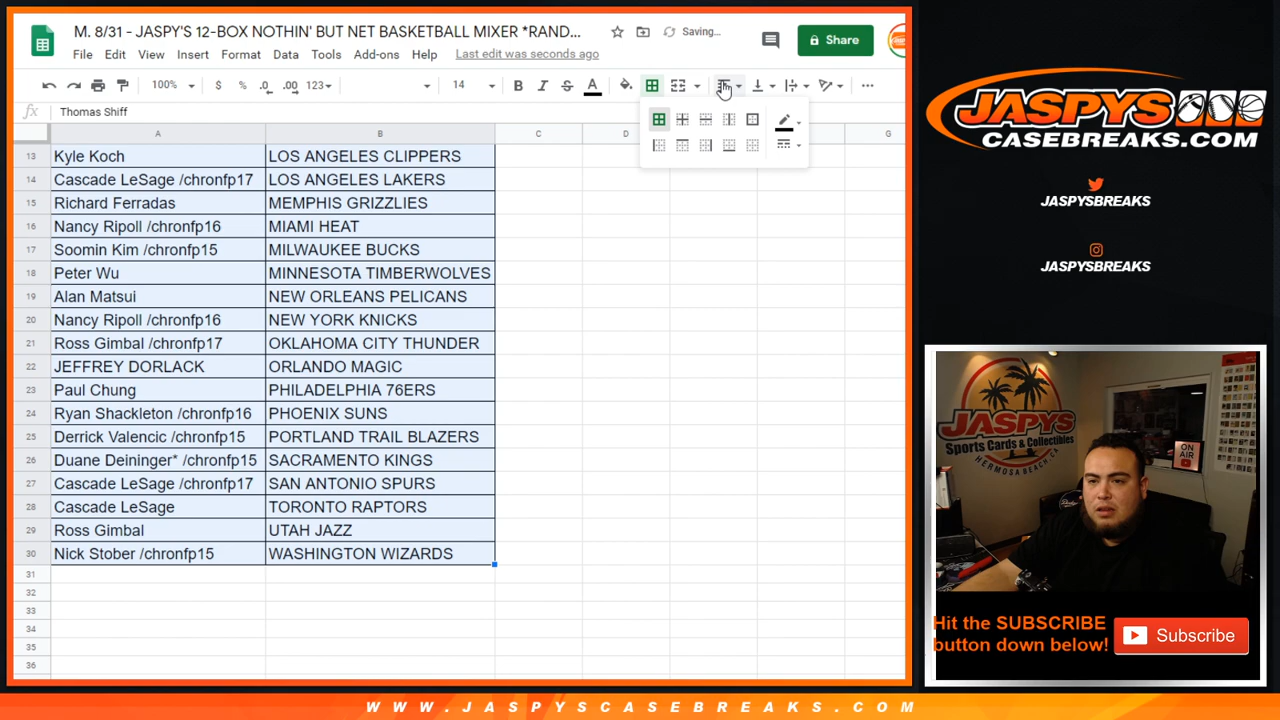 M. 8/31 - JASPY'S 12-BOX NOTHIN' BUT NET BASKETBALL MIXER *RAND...
Saving...
Share
File Edit View Insert Format Data Tools Add-ons Help Last edit was seconds ago
100% $ % .0 .00 123 14 B I S A
fx Thomas Shiff
A B C D G
13 Kyle Koch LOS ANGELES CLIPPERS
14 Cascade LeSage /chronfp17 LOS ANGELES LAKERS
15 Richard Ferradas MEMPHIS GRIZZLIES
16 Nancy Ripoll /chronfp16 MIAMI HEAT
17 Soomin Kim /chronfp15 MILWAUKEE BUCKS
18 Peter Wu MINNESOTA TIMBERWOLVES
19 Alan Matsui NEW ORLEANS PELICANS
20 Nancy Ripoll /chronfp16 NEW YORK KNICKS
21 Ross Gimbal /chronfp17 OKLAHOMA CITY THUNDER
22 JEFFREY DORLACK ORLANDO MAGIC
23 Paul Chung PHILADELPHIA 76ERS
24 Ryan Shackleton /chronfp16 PHOENIX SUNS
25 Derrick Valencic /chronfp15 PORTLAND TRAIL BLAZERS
26 Duane Deininger* /chronfp15 SACRAMENTO KINGS
27 Cascade LeSage /chronfp17 SAN ANTONIO SPURS
28 Cascade LeSage TORONTO RAPTORS
29 Ross Gimbal UTAH JAZZ
30 Nick Stober /chronfp15 WASHINGTON WIZARDS
31
32
33
34
35
36
JASPYS
CASEBREAKS.COM
JASPYSBREAKS
JASPYSBREAKS
JASPYS
Sports Cards & Collectibles
HERMOSA BEACH, CA
ON AIR
Hit the SUBSCRIBE
button down below!
Subscribe
WWW.JASPYSCASEBREAKS.COM